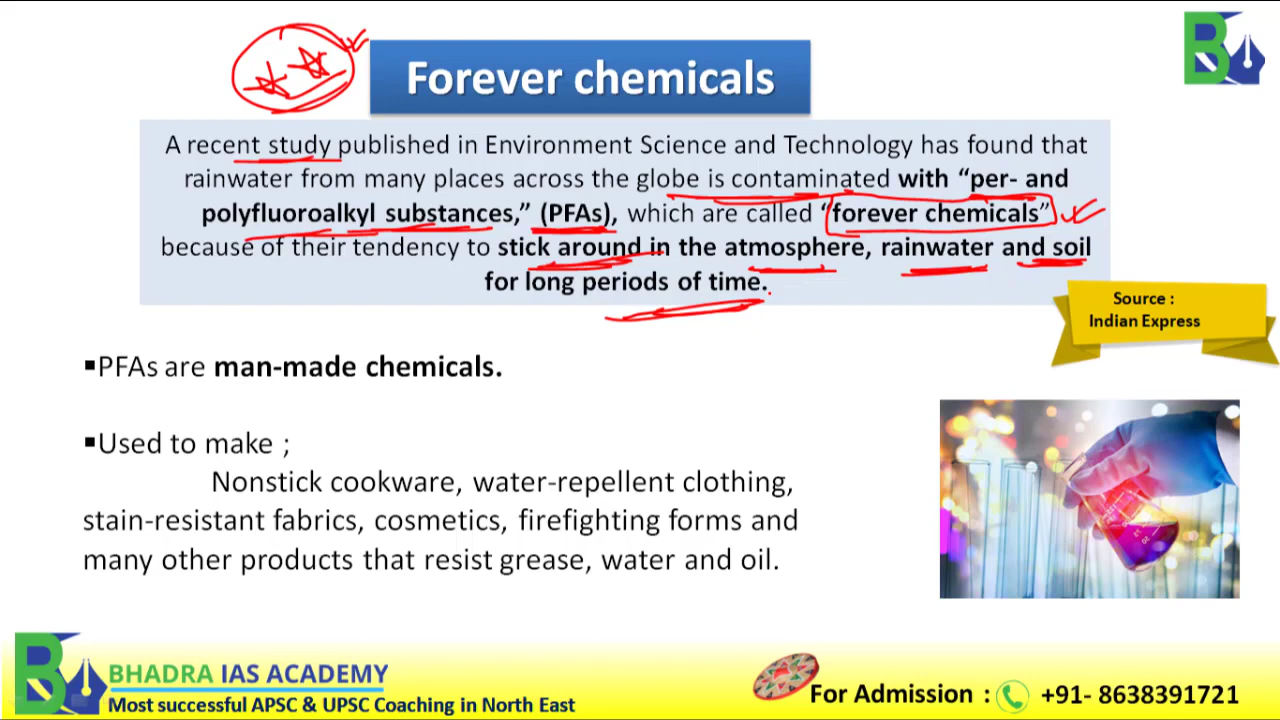 Forever chemicals
A recent study published in Environment Science and Technology has found that
rainwater from many places across the globe is contaminated with “per- and
polyfluoroalkyl substances,” (PFAs), which are called “forever chemicals”
because of their tendency to stick around in the atmosphere, rainwater and soil
for long periods of time.
Source :
Indian Express
▪PFAs are man-made chemicals.
▪Used to make ;
Nonstick cookware, water-repellent clothing,
stain-resistant fabrics, cosmetics, firefighting forms and
many other products that resist grease, water and oil.
BHADRA IAS ACADEMY
Most successful APSC & UPSC Coaching in North East
For Admission : +91- 8638391721